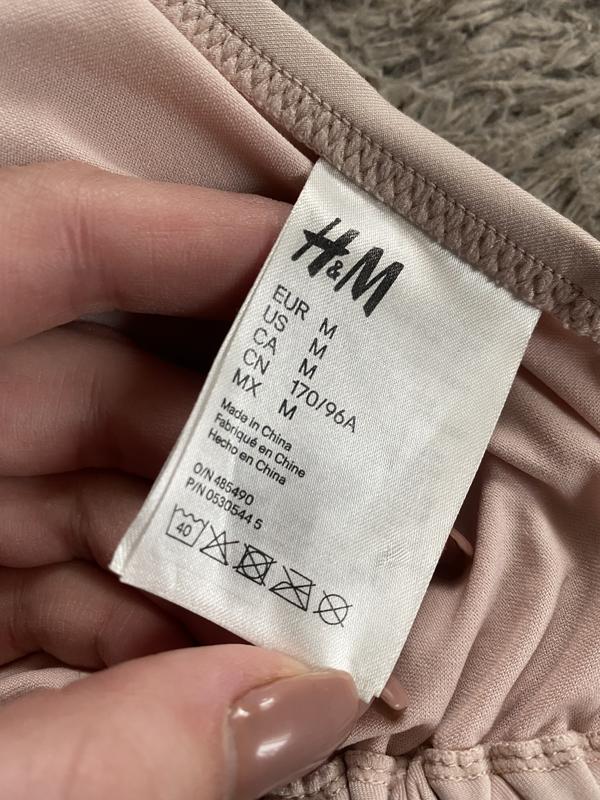 H&M
EUR M
US M
CA M
CN 170/96A
MX M
Made in China
Fabriqué en Chine
Hecho en China
O/N 485490
P/N 0530544 5
40